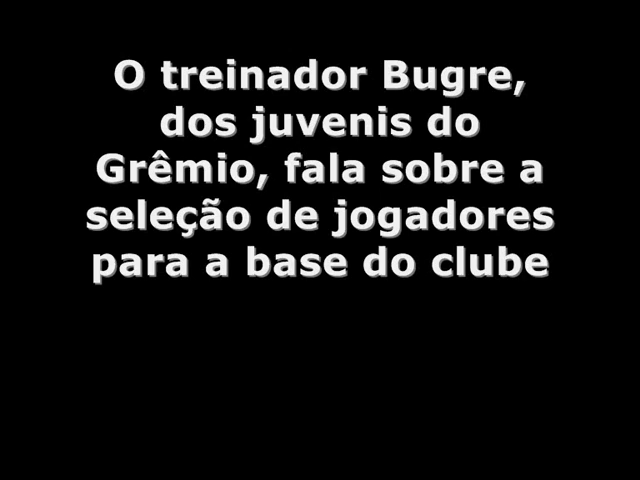 O treinador Bugre,
dos juvenis do
Grêmio, fala sobre a
seleção de jogadores
para a base do clube